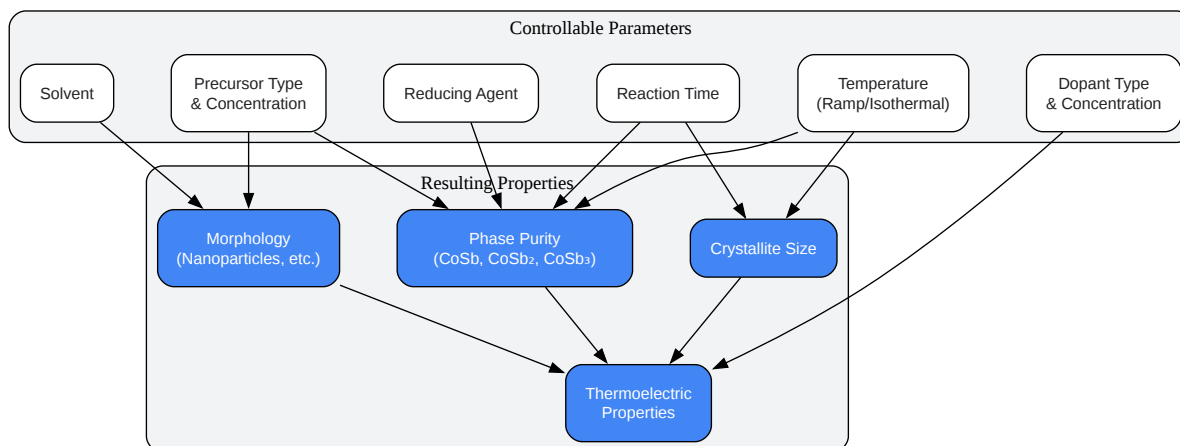 Controllable Parameters
Solvent
Precursor Type
& Concentration
Reducing Agent
Reaction Time
Temperature
(Ramp/Isothermal)
Dopant Type
& Concentration
Resulting Properties
Morphology
(Nanoparticles, etc.)
Phase Purity
(CoSb, CoSb₂, CoSb₃)
Crystallite Size
Thermoelectric
Properties